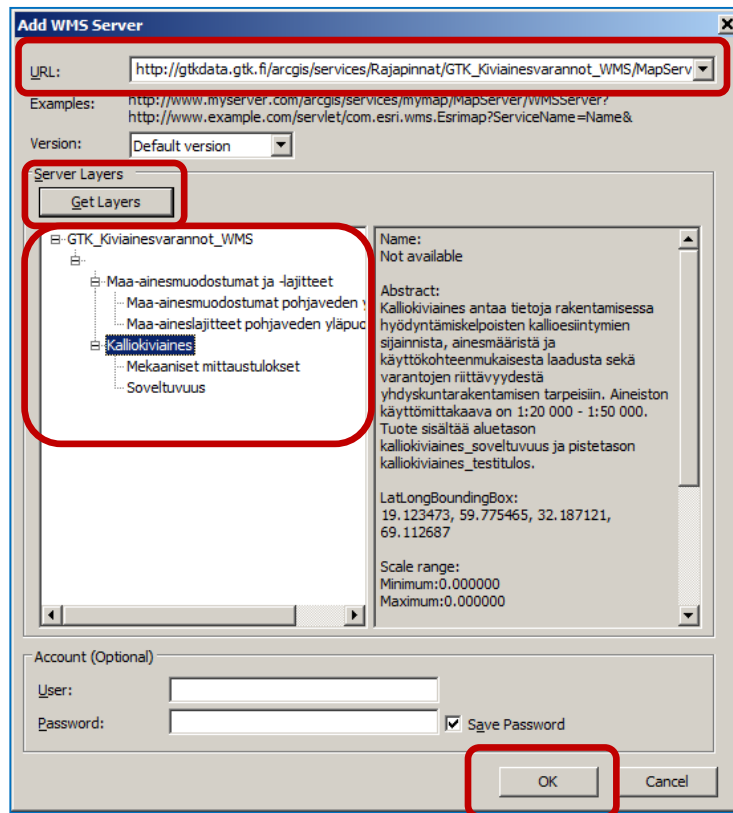 Add WMS Server
URL: http://gtkdata.gtk.fi/arcgis/services/Rajapinnat/GTK_Kiviainesvarannot_WMS/MapServ
Examples: http://www.myserver.com/arcgis/services/mymap/MapServer/WMSServer?
http://www.example.com/servlet/com.esri.wms.Esrimap?ServiceName=Name&
Version: Default version
Server Layers
Get Layers
GTK_Kiviainesvarannot_WMS
Maa-ainesmuodostumat ja -lajitteet
Maa-ainesmuodostumat pohjaveden y
Maa-aineslajitteet pohjaveden yläpuo
Kalliokiviaines
Mekaaniset mittaustulokset
Soveltuvuus
Name:
Not available
Abstract:
Kalliokiviaines antaa tietoja rakentamisessa
hyödyntämiskelpoisten kallioesiintymien
sijainnista, ainesmääristä ja
käyttökohteenmukaisesta laadusta sekä
varantojen riittävyydestä
yhdyskuntarakentamisen tarpeisiin. Aineiston
käyttömittakaava on 1:20 000 - 1:50 000.
Tuote sisältää aluetason
kalliokiviaines_soveltuvuus ja pistetason
kalliokiviaines_testitulos.
LatLongBoundingBox:
19.123473, 59.775465, 32.187121,
69.112687
Scale range:
Minimum:0.000000
Maximum:0.000000
Account (Optional)
User:
Password:
Save Password
OK
Cancel